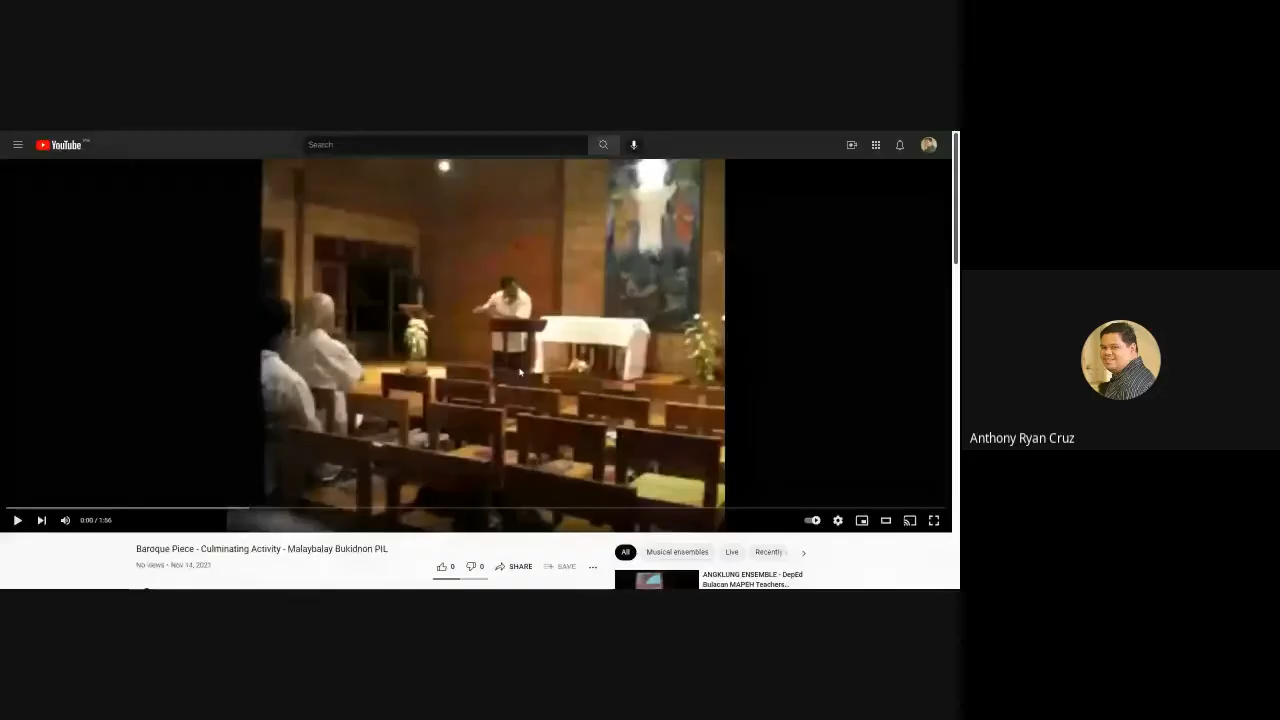 YouTube
Search
0:00 / 1:56
Baroque Piece - Culminating Activity - Malaybalay Bukidnon PIL
No views • Nov 14, 2021
0
0
SHARE
SAVE
All
Musical ensembles
Live
Recently
ANGKLUNG ENSEMBLE - DepEd
Bulacan MAPEH Teachers...
Anthony Ryan Cruz